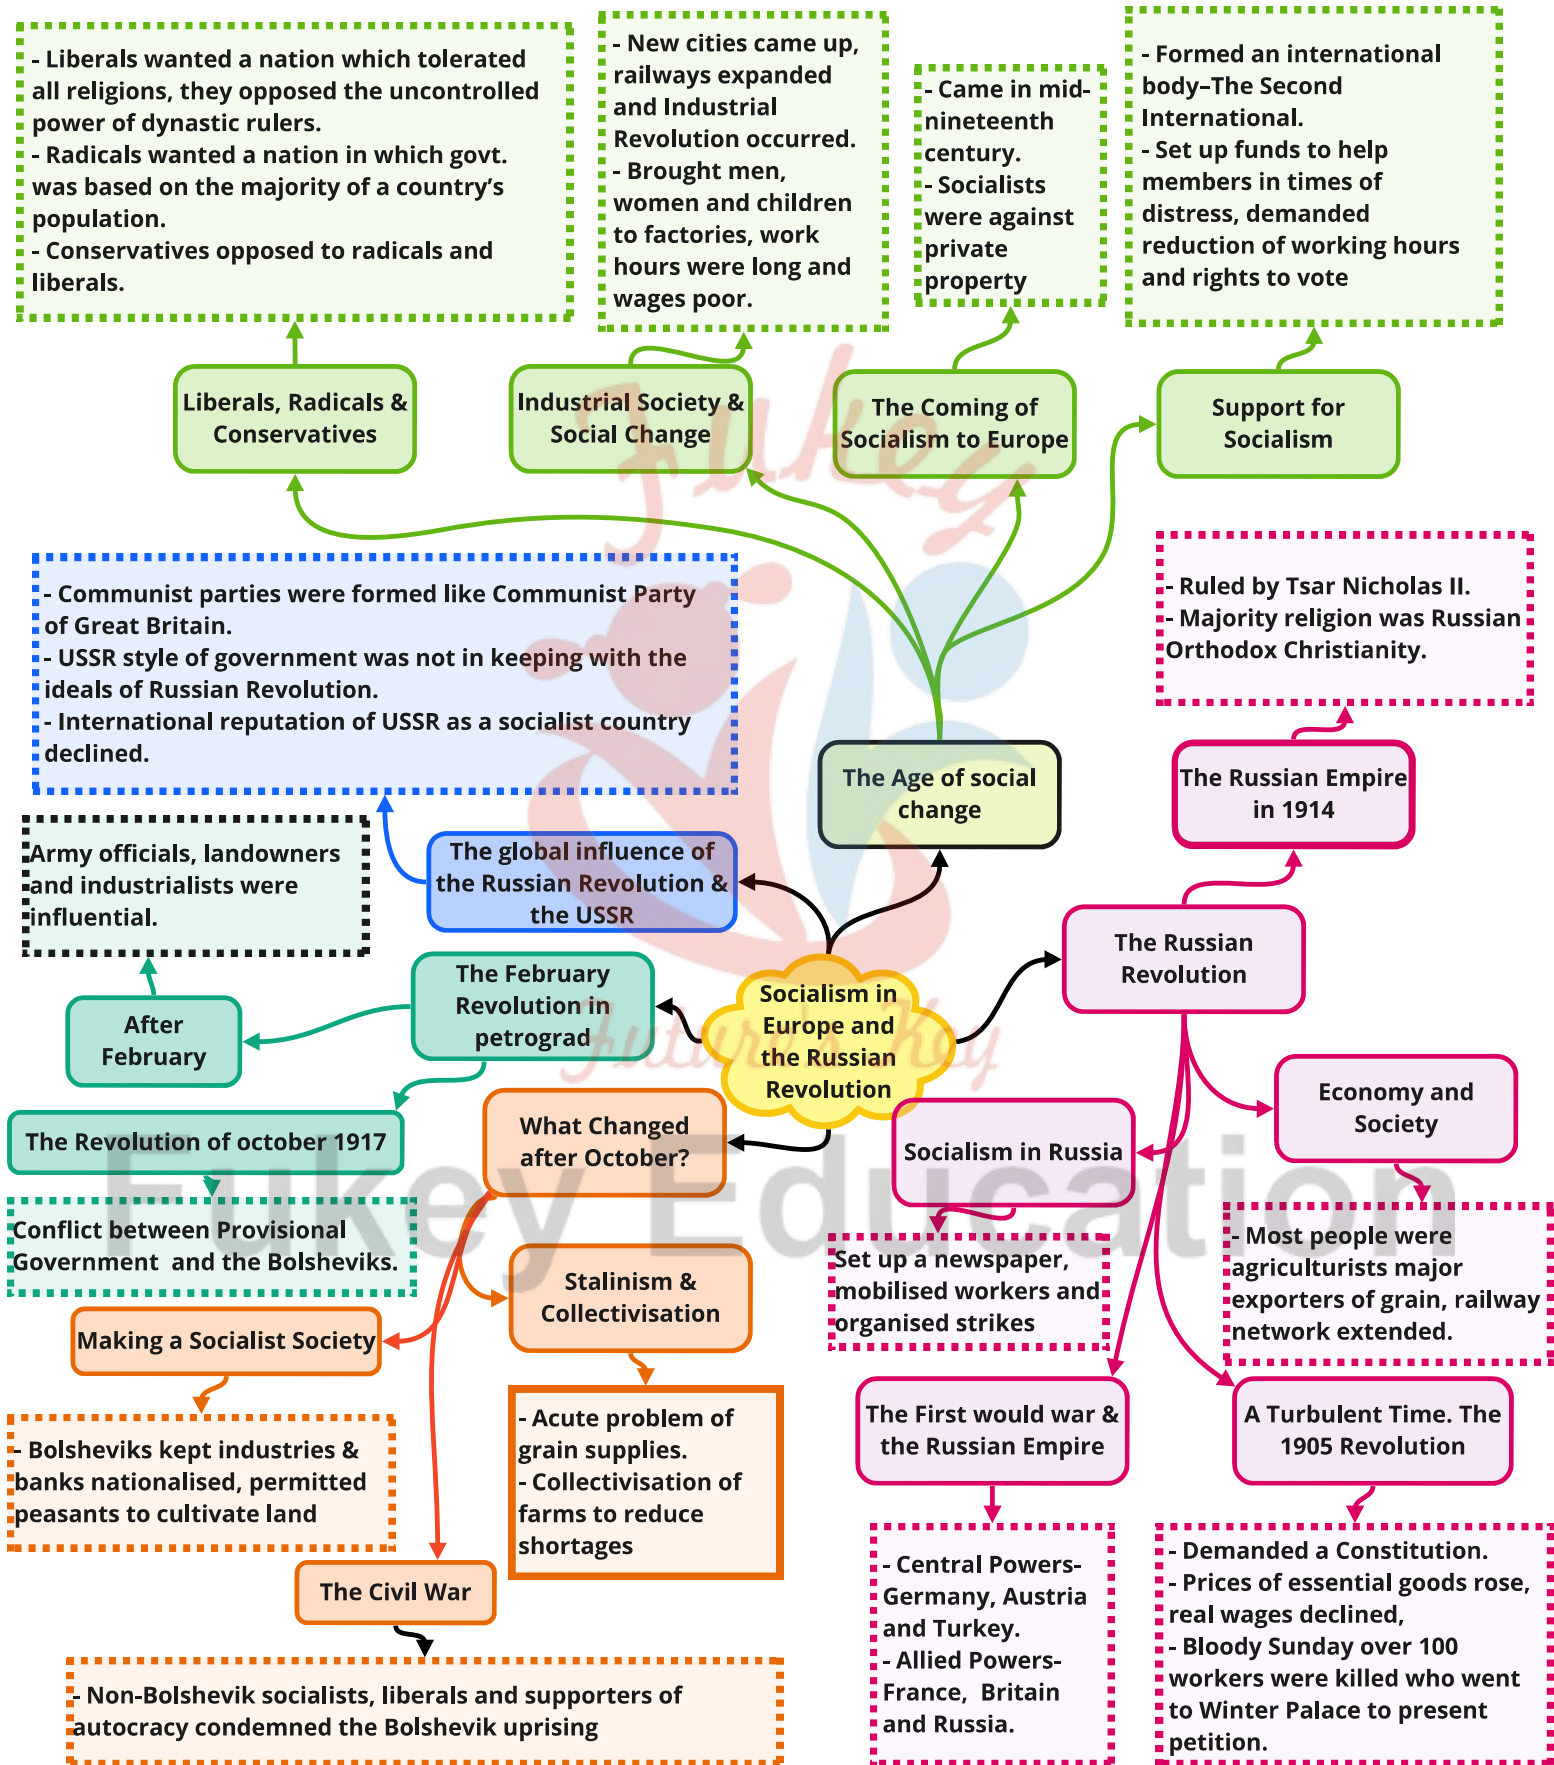 - Liberals wanted a nation which tolerated
all religions, they opposed the uncontrolled
power of dynastic rulers.
- Radicals wanted a nation in which govt.
was based on the majority of a country's
population.
- Conservatives opposed to radicals and
liberals.
- New cities came up,
railways expanded
and Industrial
Revolution occurred.
- Brought men,
women and children
to factories, work
hours were long and
wages poor.
- Came in mid-
nineteenth
century.
- Socialists
were against
private
property
- Formed an international
body–The Second
International.
- Set up funds to help
members in times of
distress, demanded
reduction of working hours
and rights to vote
Liberals, Radicals &
Conservatives
Industrial Society &
Social Change
The Coming of
Socialism to Europe
Support for
Socialism
Fukey
- Communist parties were formed like Communist Party
of Great Britain.
- USSR style of government was not in keeping with the
ideals of Russian Revolution.
- International reputation of USSR as a socialist country
declined.
- Ruled by Tsar Nicholas II.
- Majority religion was Russian
Orthodox Christianity.
The Age of social
change
The Russian Empire
in 1914
The global influence of
the Russian Revolution &
the USSR
Army officials, landowners
and industrialists were
influential.
The Russian
Revolution
The February
Revolution in
petrograd
After
February
Socialism in
Europe and
the Russian
Revolution
Future's Key
What Changed
after October?
Economy and
Society
The Revolution of october 1917
Socialism in Russia
Fukey Education
Conflict between Provisional
Government and the Bolsheviks.
Stalinism &
Collectivisation
Set up a newspaper,
mobilised workers and
organised strikes
- Most people were
agriculturists major
exporters of grain, railway
network extended.
Making a Socialist Society
- Bolsheviks kept industries &
banks nationalised, permitted
peasants to cultivate land
- Acute problem of
grain supplies.
- Collectivisation of
farms to reduce
shortages
The First would war &
the Russian Empire
A Turbulent Time. The
1905 Revolution
The Civil War
- Central Powers-
Germany, Austria
and Turkey.
- Allied Powers-
France, Britain
and Russia.
- Demanded a Constitution.
- Prices of essential goods rose,
real wages declined,
- Bloody Sunday over 100
workers were killed who went
to Winter Palace to present
petition.
- Non-Bolshevik socialists, liberals and supporters of
autocracy condemned the Bolshevik uprising